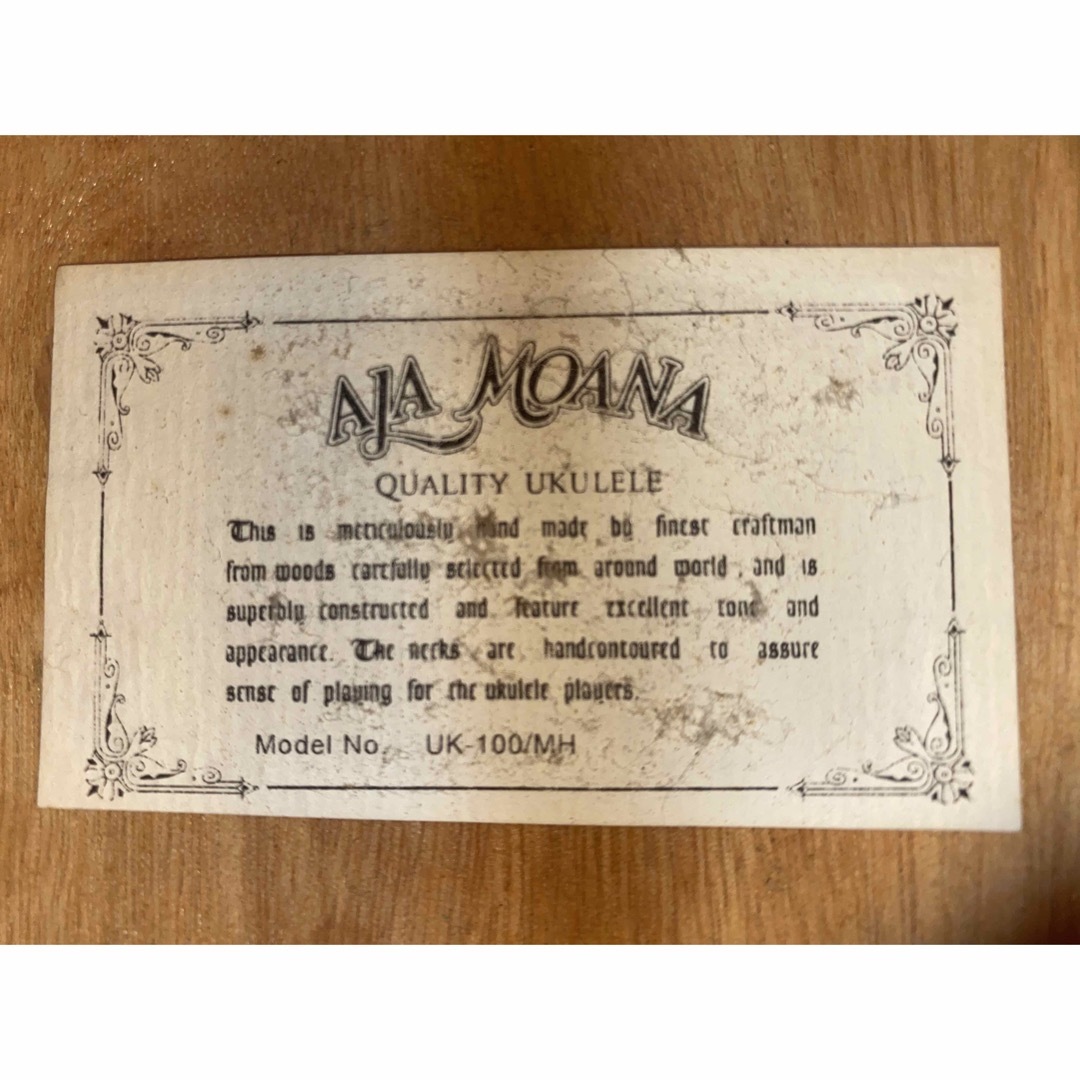 AJA MOANA
QUALITY UKULELE
This is meticulously hand made by finest craftman
from woods carefully selected from around world , and is
superbly constructed and feature excellent tone and
appearance. The necks are handcontoured to assure
sense of playing for the ukulele players.
Model No. UK-100/MH